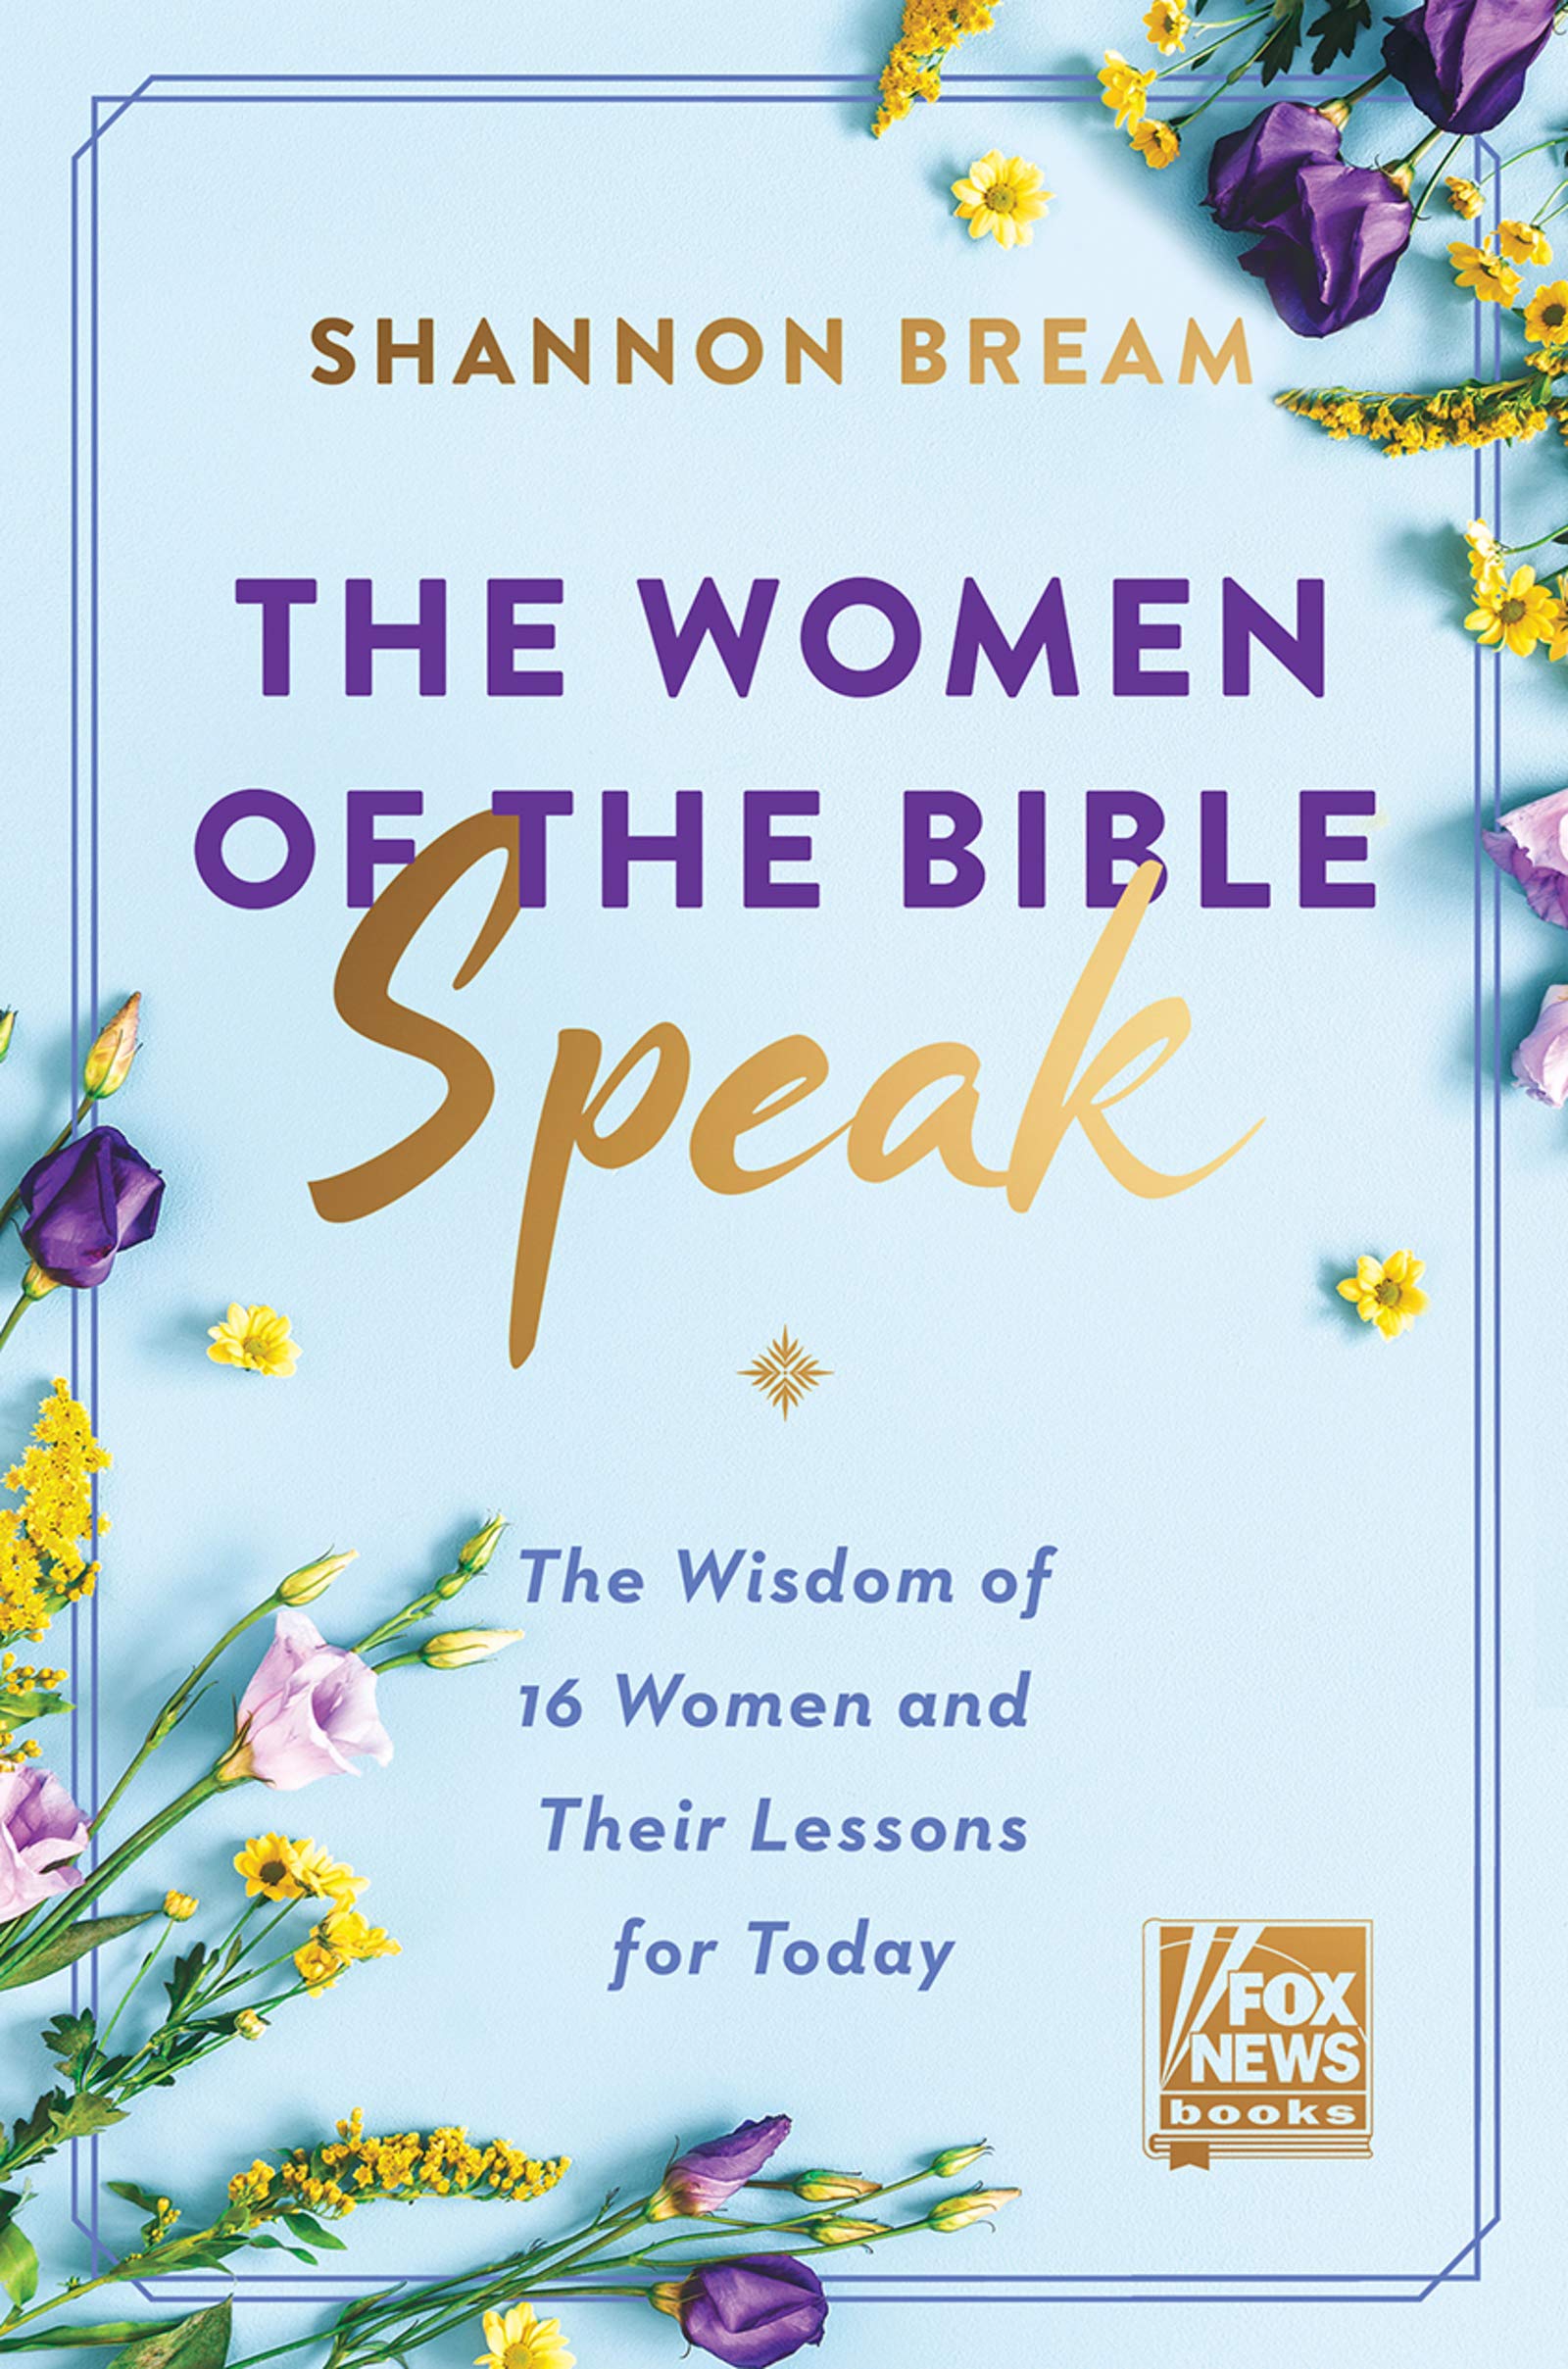 SHANNON BREAM
THE WOMEN
OF THE BIBLE
Speak
The Wisdom of
16 Women and
Their Lessons
for Today
FOX
NEWS
books